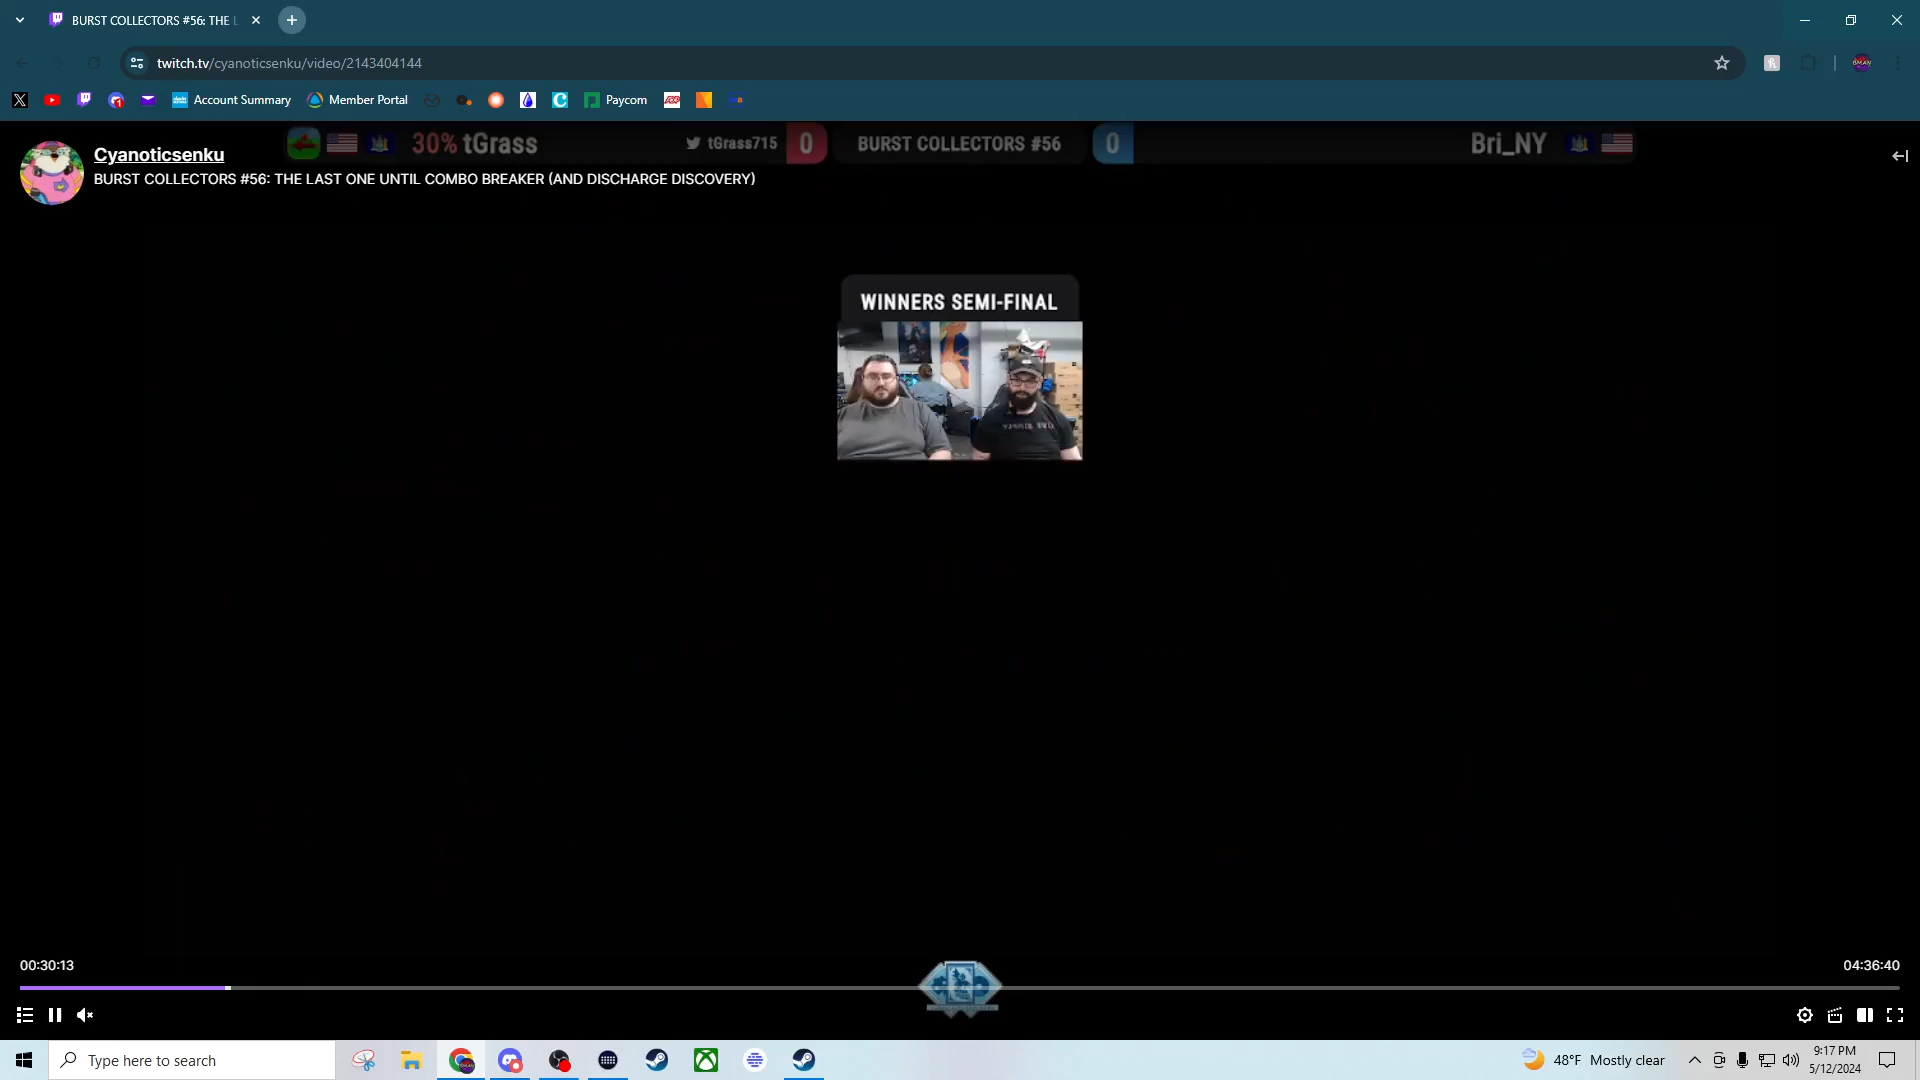 BURST COLLECTORS #56: THE L
twitch.tv/cyanoticsenku/video/2143404144
Account Summary
Member Portal
Paycom
30% tGrass
tGrass715
0
BURST COLLECTORS #56
0
Bri_NY
Cyanoticsenku
BURST COLLECTORS #56: THE LAST ONE UNTIL COMBO BREAKER (AND DISCHARGE DISCOVERY)
WINNERS SEMI-FINAL
00:30:13
04:36:40
Type here to search
48°F Mostly clear
9:17 PM
5/12/2024